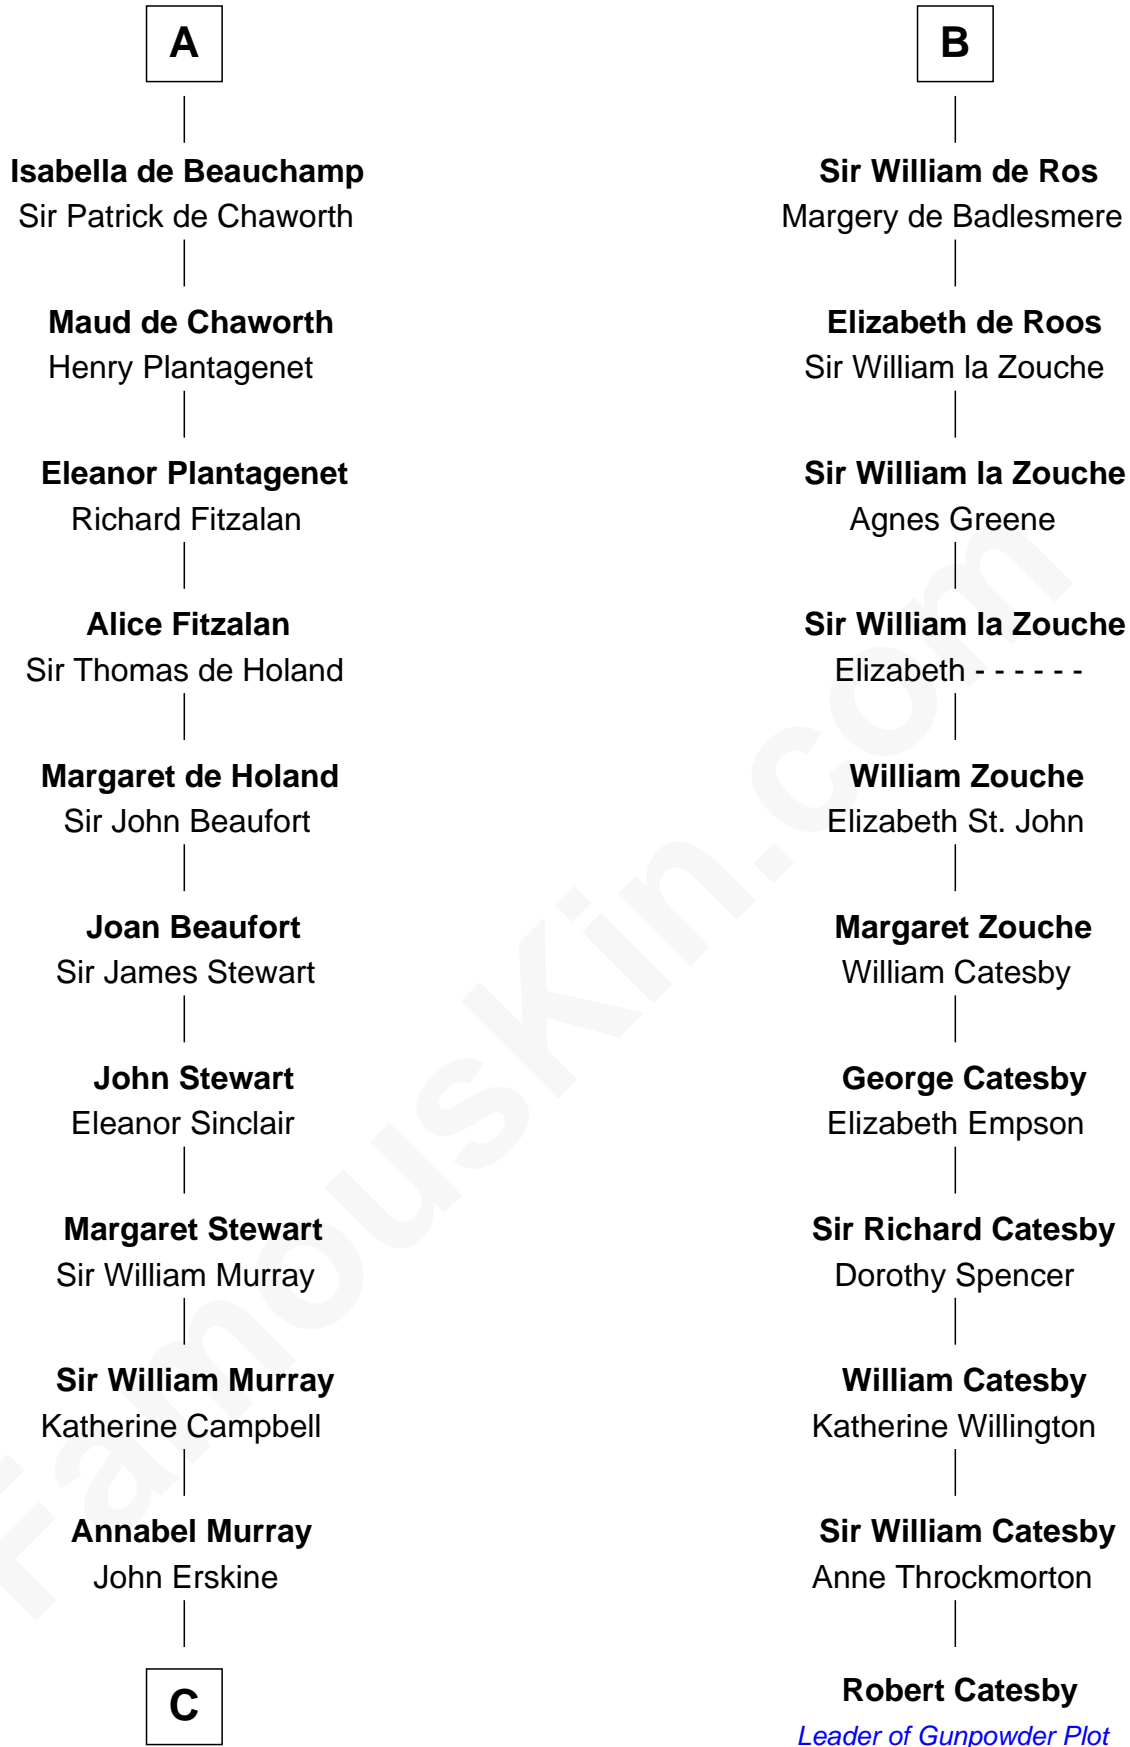 A
Isabella de Beauchamp
Sir Patrick de Chaworth
Maud de Chaworth
Henry Plantagenet
Eleanor Plantagenet
Richard Fitzalan
Alice Fitzalan
Sir Thomas de Holand
Margaret de Holand
Sir John Beaufort
Joan Beaufort
Sir James Stewart
John Stewart
Eleanor Sinclair
Margaret Stewart
Sir William Murray
Sir William Murray
Katherine Campbell
Annabel Murray
John Erskine
C
B
Sir William de Ros
Margery de Badlesmere
Elizabeth de Roos
Sir William la Zouche
Sir William la Zouche
Agnes Greene
Sir William la Zouche
Elizabeth - - - - - -
William Zouche
Elizabeth St. John
Margaret Zouche
William Catesby
George Catesby
Elizabeth Empson
Sir Richard Catesby
Dorothy Spencer
William Catesby
Katherine Willington
Sir William Catesby
Anne Throckmorton
Robert Catesby
Leader of Gunpowder Plot
FamousKin.com